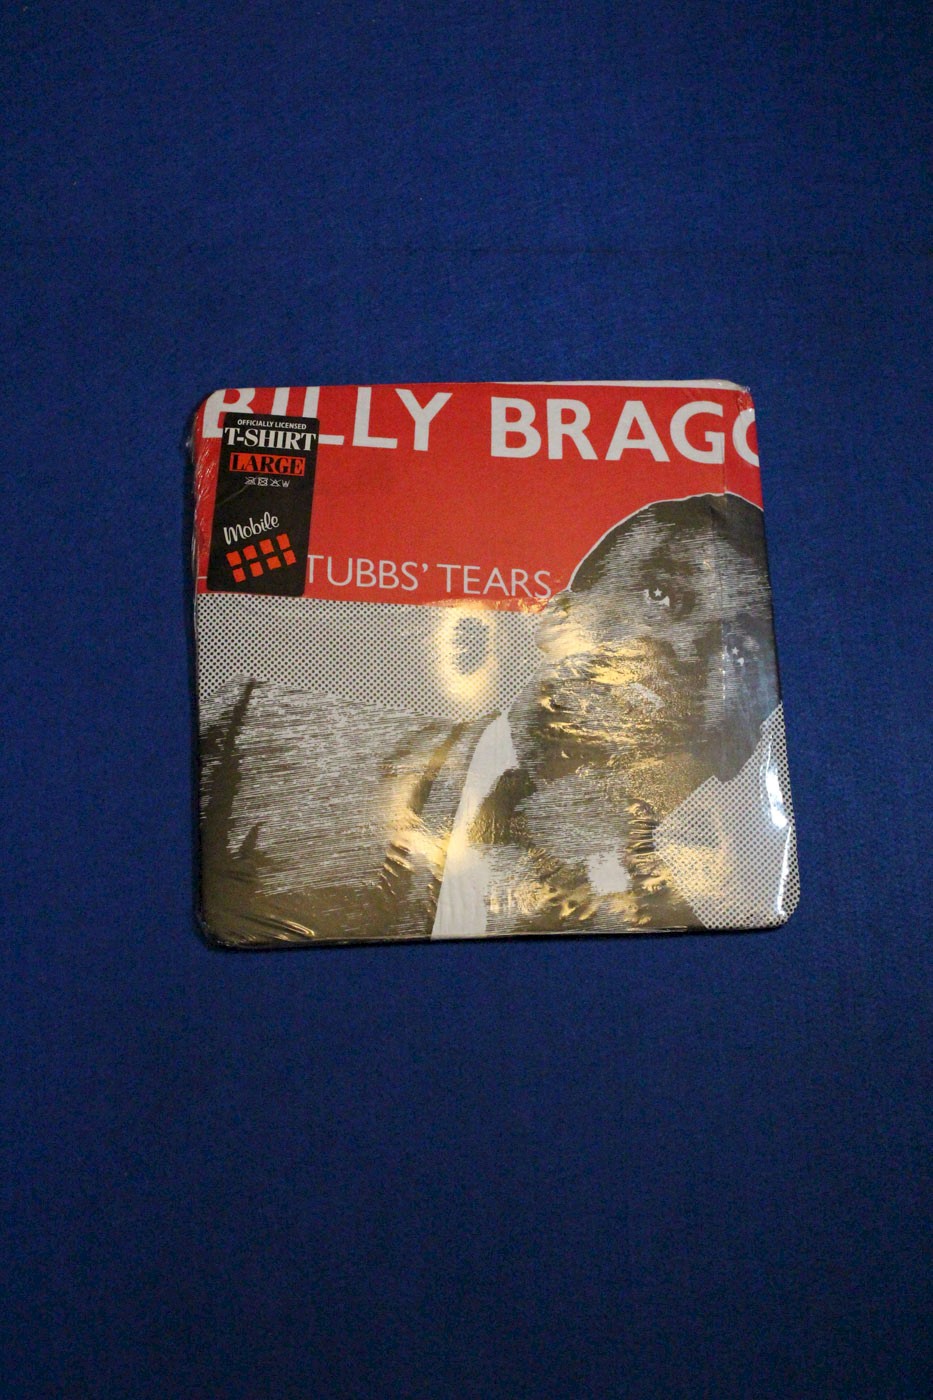 BILLY BRAGG
OFFICIALLY LICENSED
T-SHIRT
LARGE
Mobile
TUBBS' TEARS